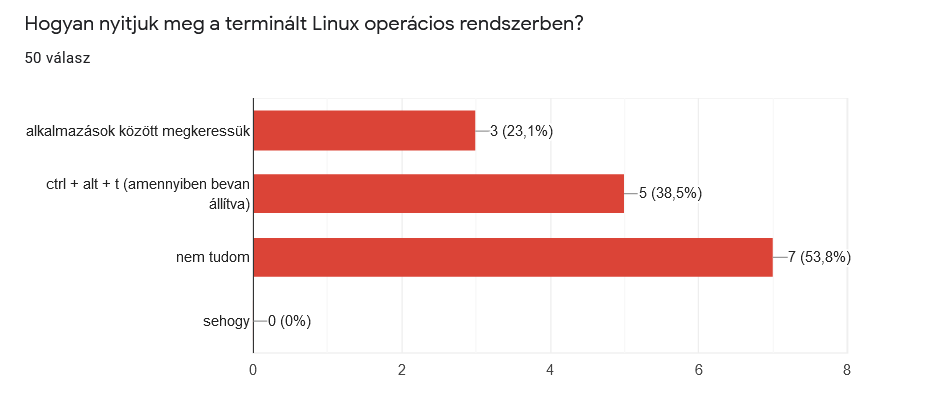 Hogyan nyitjuk meg a terminált Linux operácios rendszerben?
50 válasz
alkalmazások között megkeressük
3 (23,1%)
ctrl + alt + t (amennyiben bevan
állítva)
5 (38,5%)
nem tudom
7 (53,8%)
sehogy
0 (0%)
0 2 4 6 8